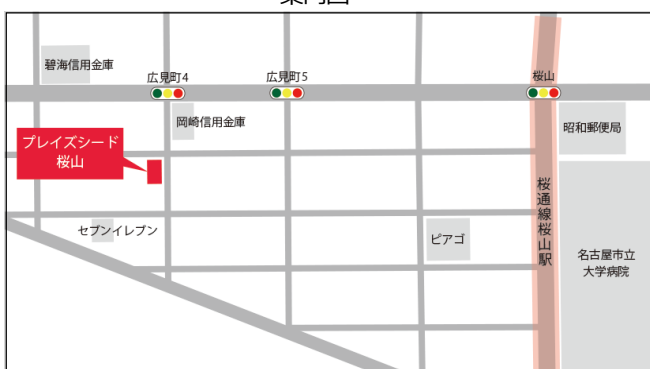 案内図
碧海信用金庫
広見町4
広見町5
桜山
岡崎信用金庫
昭和郵便局
プレイズシード
桜山
桜通線桜山駅
セブンイレブン
ピアゴ
名古屋市立
大学病院